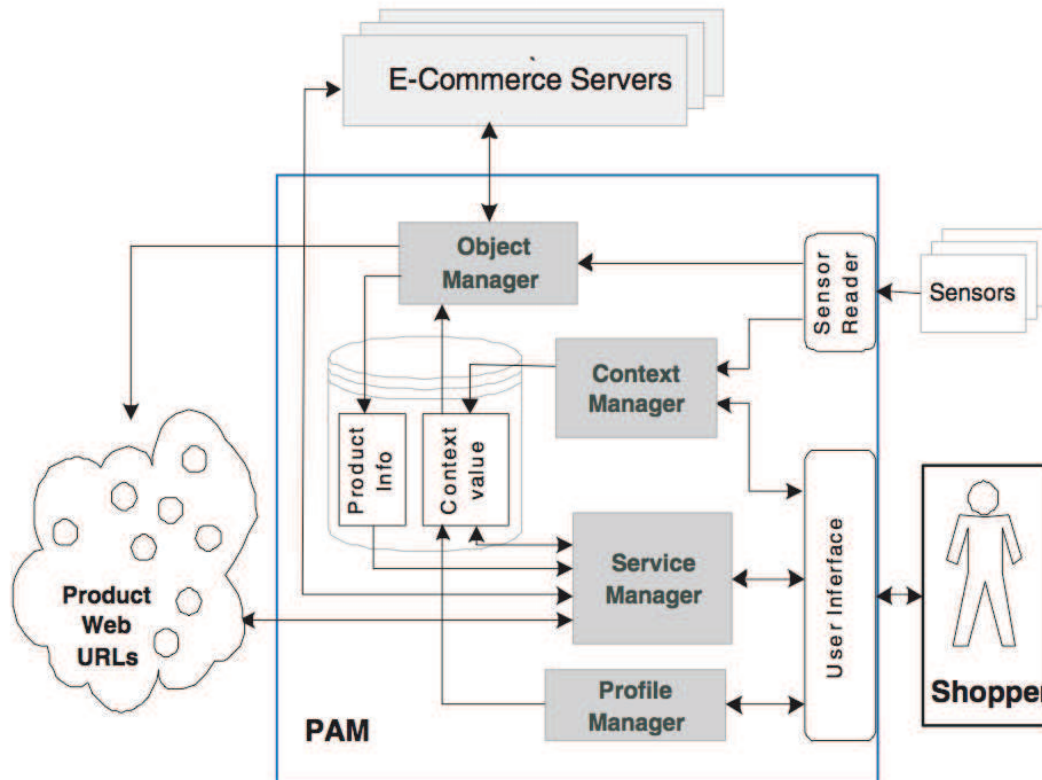 E-Commerce Servers
Object
Manager
Sensor
Reader
Sensors
Context
Manager
Product
Info
Context
value
Service
Manager
User Inferface
Product
Web
URLs
Profile
Manager
Shopper
PAM